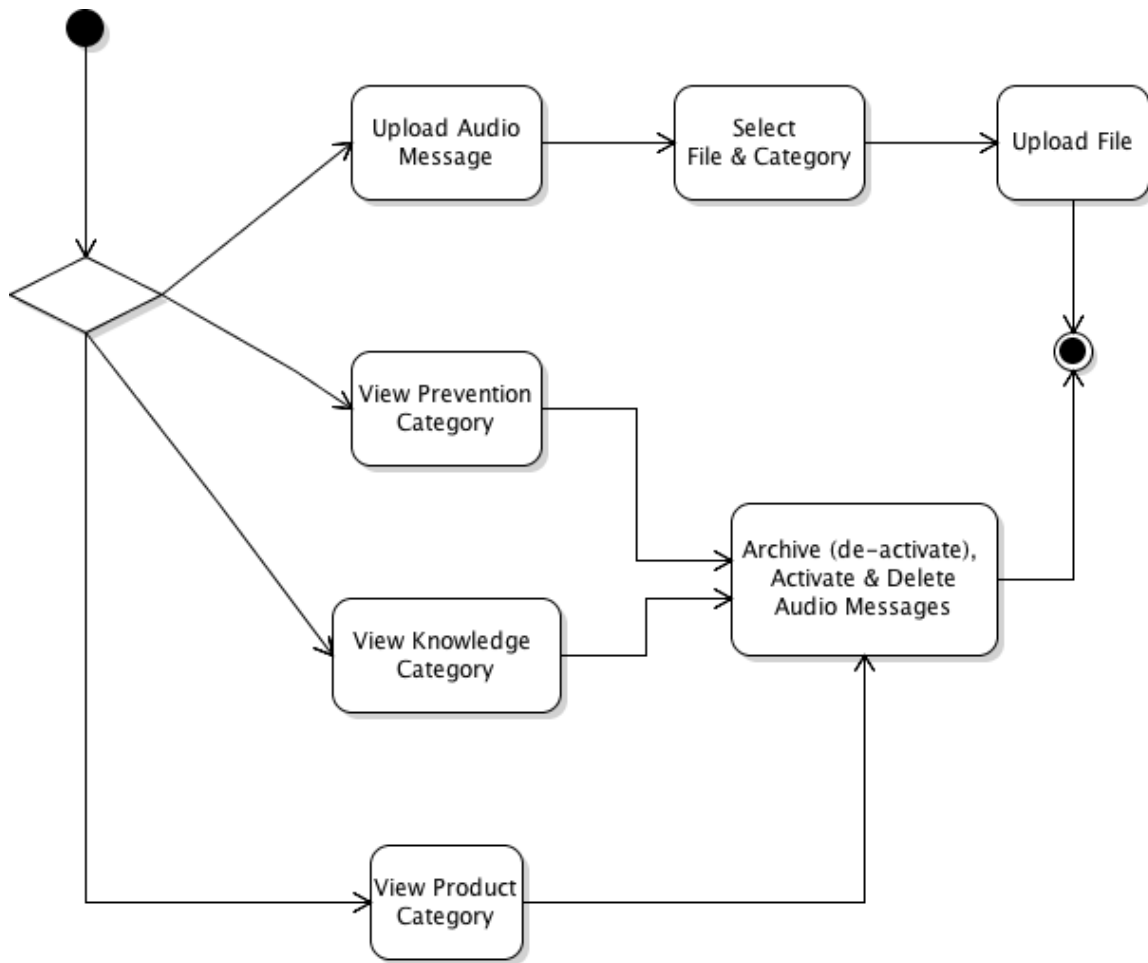 Upload Audio
Message
Select
File & Category
Upload File
View Prevention
Category
Archive (de-activate),
Activate & Delete
Audio Messages
View Knowledge
Category
View Product
Category